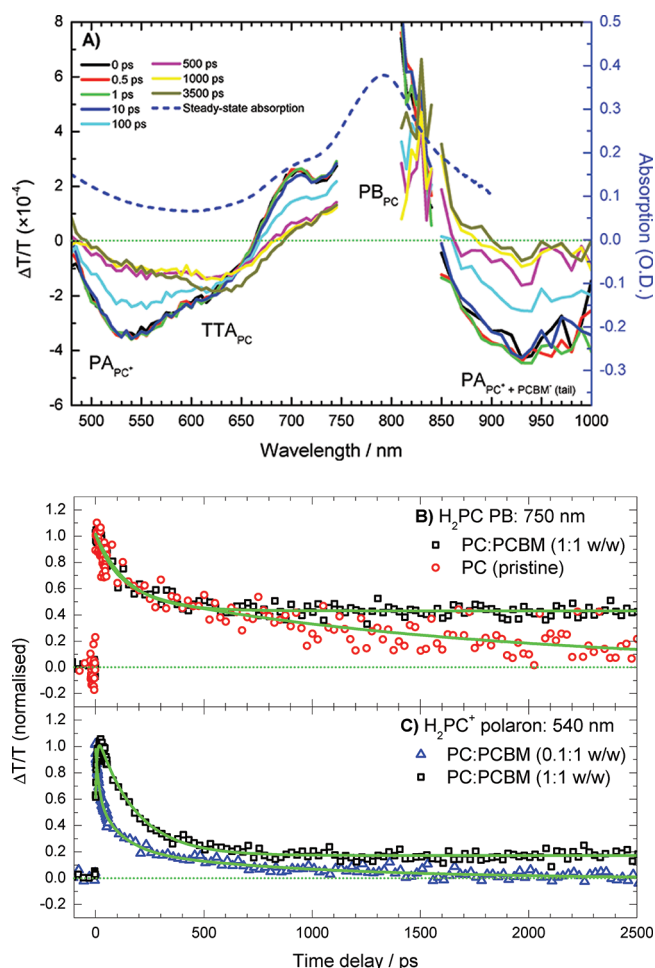 A)
0 ps
0.5 ps
1 ps
10 ps
100 ps
500 ps
1000 ps
3500 ps
Steady-state absorption
8
6
4
2
0
-2
-4
-6
ΔT/T (×10⁻⁴)
0.5
0.4
0.3
0.2
0.1
0.0
-0.1
-0.2
-0.3
Absorption (O.D.)
PB_PC
TTA_PC
PA_PC*
PA_PC* + PCBM⁻ (tail)
500 550 600 650 700 750 800 850 900 950 1000
Wavelength / nm
B) H₂PC PB: 750 nm
PC:PCBM (1:1 w/w)
PC (pristine)
1.2
1.0
0.8
0.6
0.4
0.2
0.0
-0.2
ΔT/T (normalised)
C) H₂PC⁺ polaron: 540 nm
PC:PCBM (0.1:1 w/w)
PC:PCBM (1:1 w/w)
1.2
1.0
0.8
0.6
0.4
0.2
0.0
-0.2
0 500 1000 1500 2000 2500
Time delay / ps